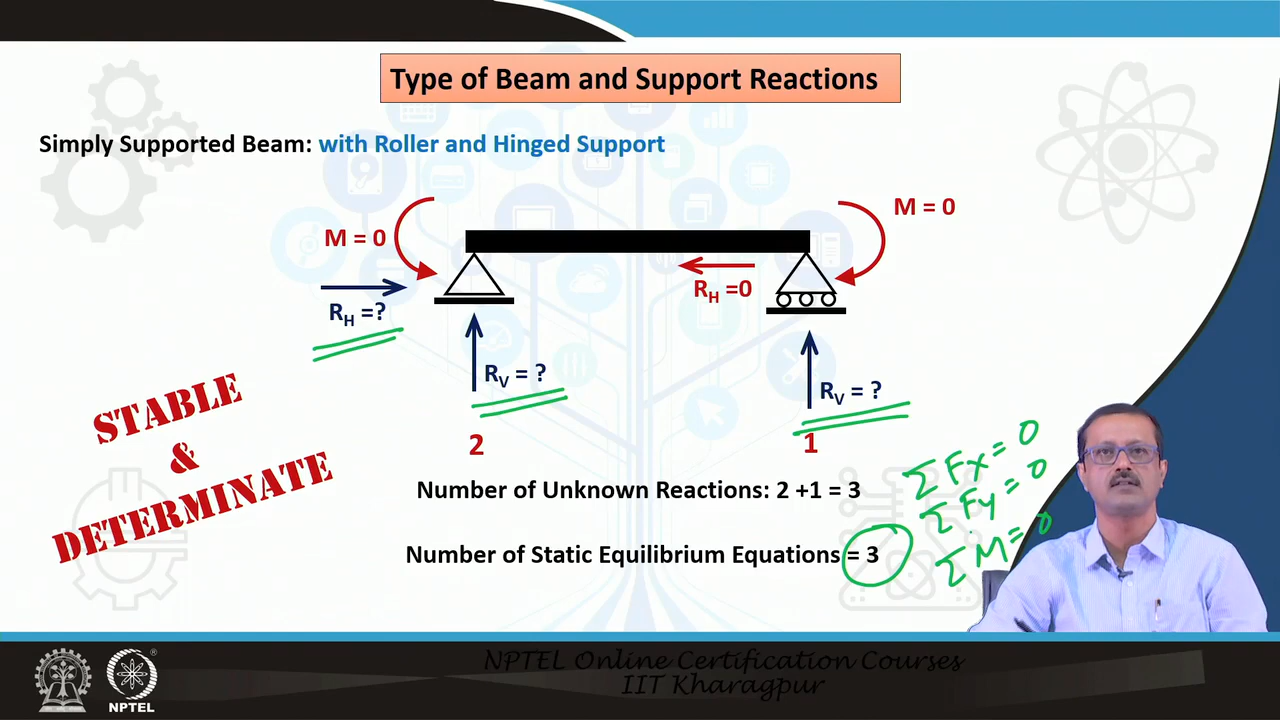 Type of Beam and Support Reactions
Simply Supported Beam: with Roller and Hinged Support
M = 0
M = 0
R_H =?
R_H =0
R_V = ?
R_V = ?
STABLE
&
DETERMINATE
2
1
Number of Unknown Reactions: 2 +1 = 3
Number of Static Equilibrium Equations = 3
Σ Fx = 0
Σ Fy = 0
Σ M = 0
NPTEL Online Certification Courses
IIT Kharagpur
NPTEL
®